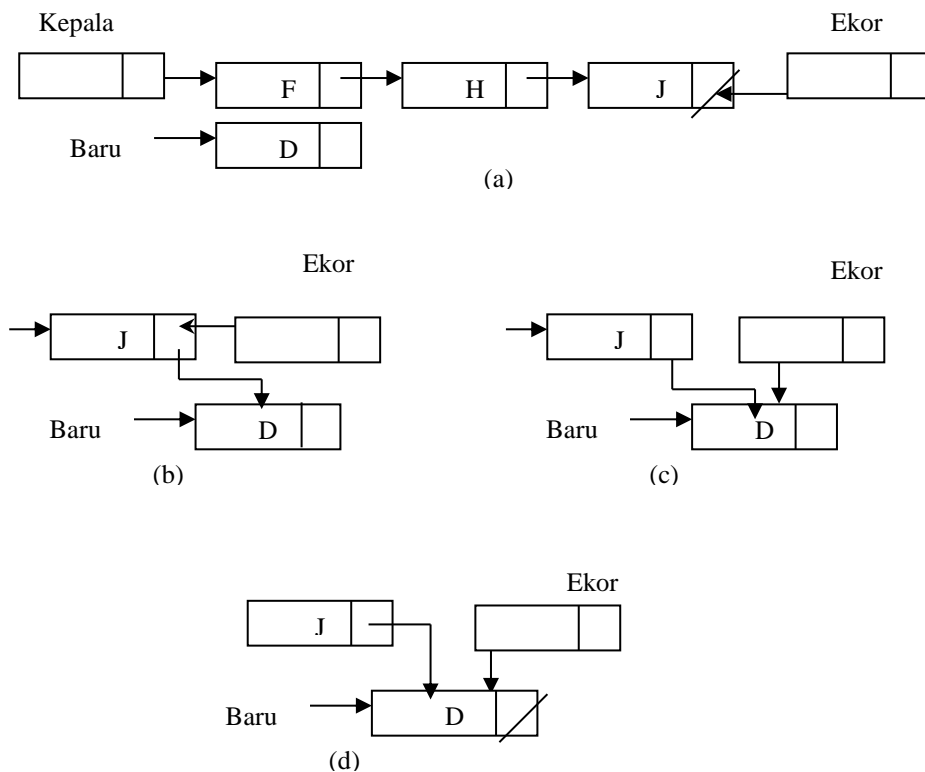 Kepala Ekor
F H J
Baru D
(a)
Ekor Ekor
J J
Baru D Baru D
(b) (c)
Ekor
J
Baru D
(d)